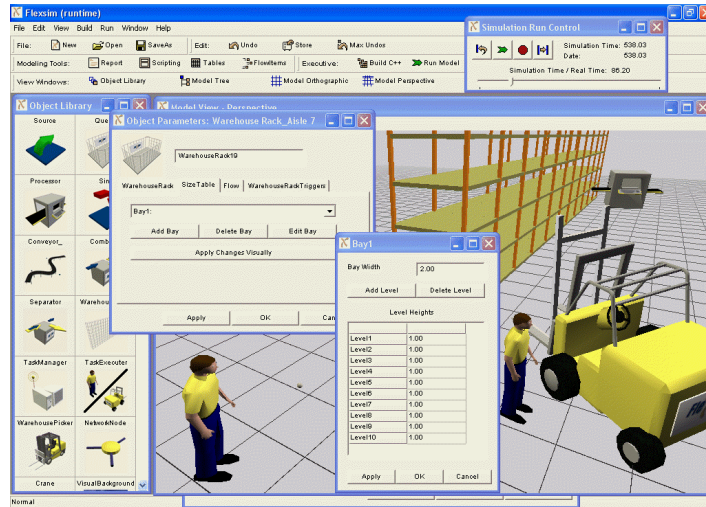 Flexsim (runtime)
File Edit View Build Run Window Help
File: New Open SaveAs Edit: Undo Store Max Undos
Modeling Tools: Report Scripting Tables FlowItems Executive: Build C++ Run Model
View Windows: Object Library Model Tree Model Orthographic Model Perspective
Simulation Run Control
Simulation Time: 538.03
Date: 538.03
Simulation Time / Real Time: 86.20
Object Library
Source
Processor
Conveyor_
Separator
TaskManager TaskExecuter
WarehousePicker NetworkNode
Crane VisualBackground
Normal
Model View - Perspective
Object Parameters: Warehouse Rack_Aisle 7
WarehouseRack19
WarehouseRack SizeTable Flow WarehouseRackTriggers
Bay1:
Add Bay Delete Bay Edit Bay
Apply Changes Visually
Apply OK
Bay1
Bay Width 2.00
Add Level Delete Level
Level Heights
Level1 1.00
Level2 1.00
Level3 1.00
Level4 1.00
Level5 1.00
Level6 1.00
Level7 1.00
Level8 1.00
Level9 1.00
Level10 1.00
Apply OK Cancel